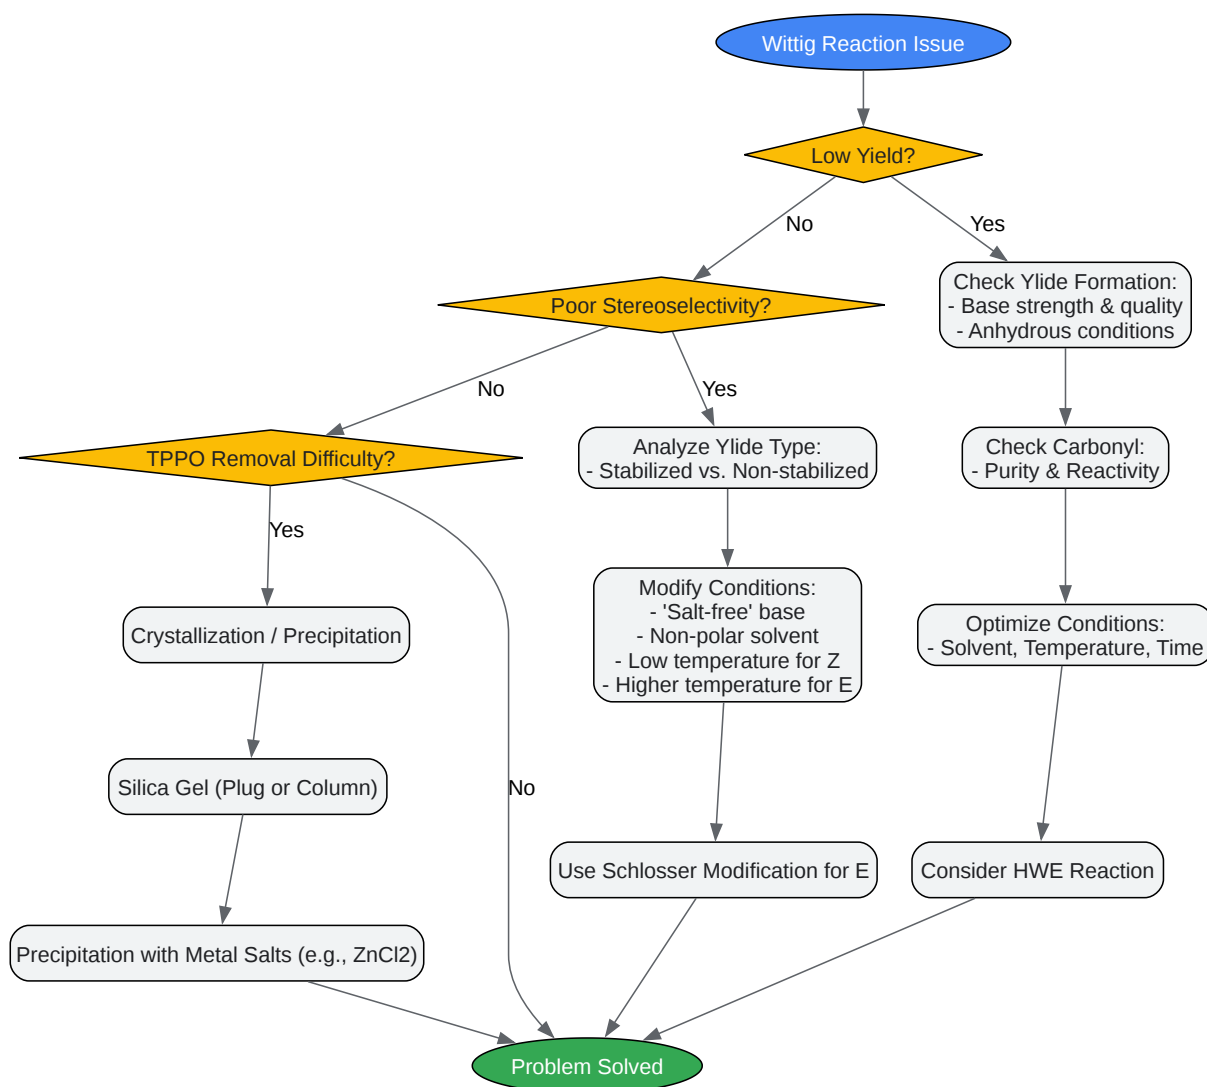 Wittig Reaction Issue
Low Yield?
No
Yes
Check Ylide Formation:
- Base strength & quality
- Anhydrous conditions
Poor Stereoselectivity?
No
Yes
Analyze Ylide Type:
- Stabilized vs. Non-stabilized
Check Carbonyl:
- Purity & Reactivity
TPPO Removal Difficulty?
Yes
Modify Conditions:
- 'Salt-free' base
- Non-polar solvent
- Low temperature for Z
- Higher temperature for E
Crystallization / Precipitation
Optimize Conditions:
- Solvent, Temperature, Time
Silica Gel (Plug or Column)
No
Use Schlosser Modification for E
Consider HWE Reaction
Precipitation with Metal Salts (e.g., ZnCl2)
Problem Solved